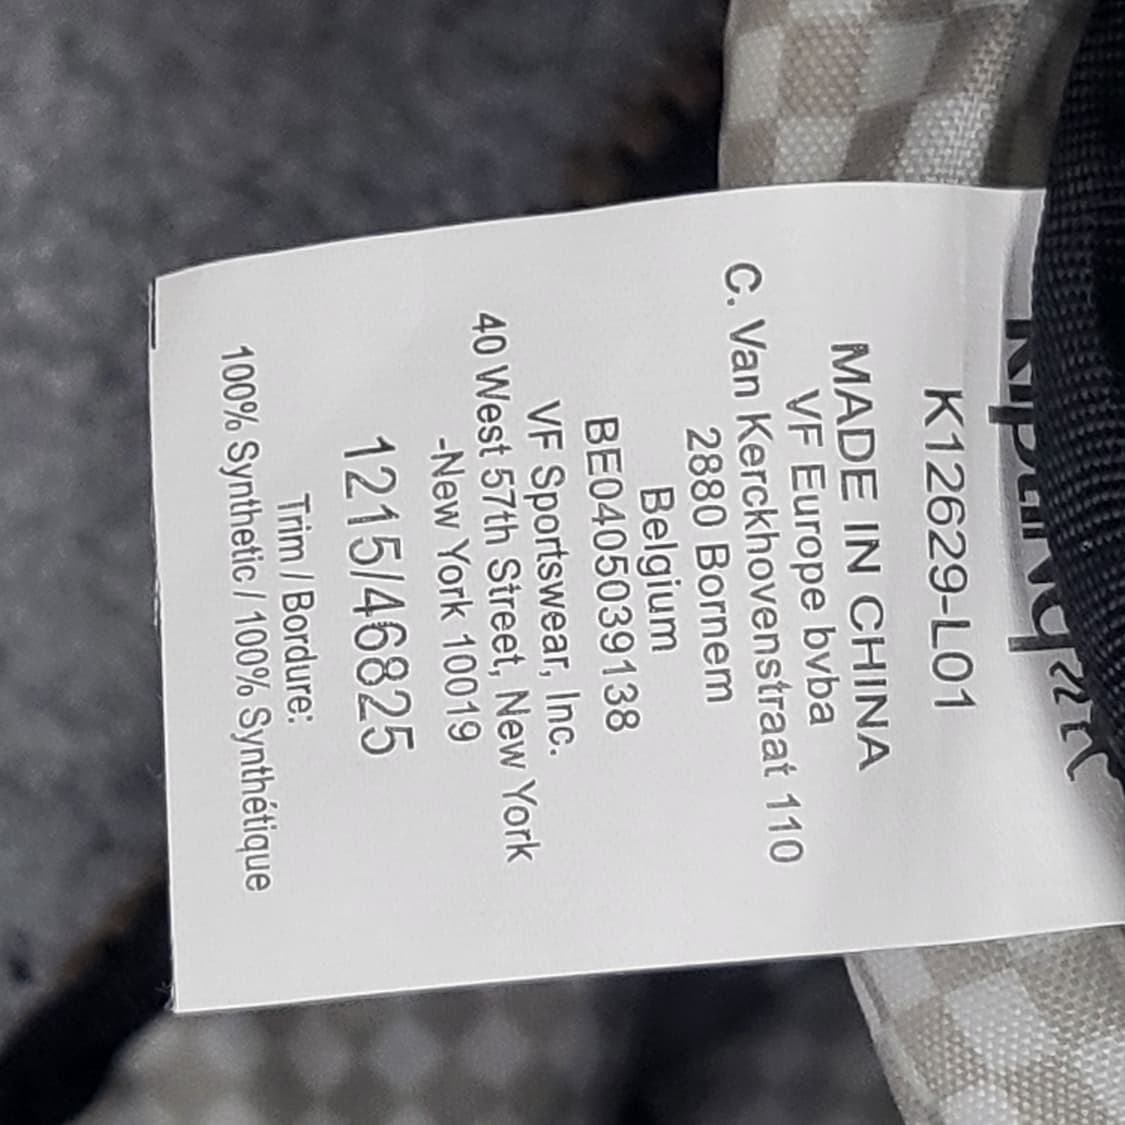 K12629-L01
MADE IN CHINA
VF Europe bvba
C. Van Kerckhovenstraat 110
2880 Bornem
Belgium
BE0405039138
VF Sportswear, Inc.
40 West 57th Street, New York
-New York 10019
1215/46825
Trim / Bordure:
100% Synthetic / 100% Synthétique